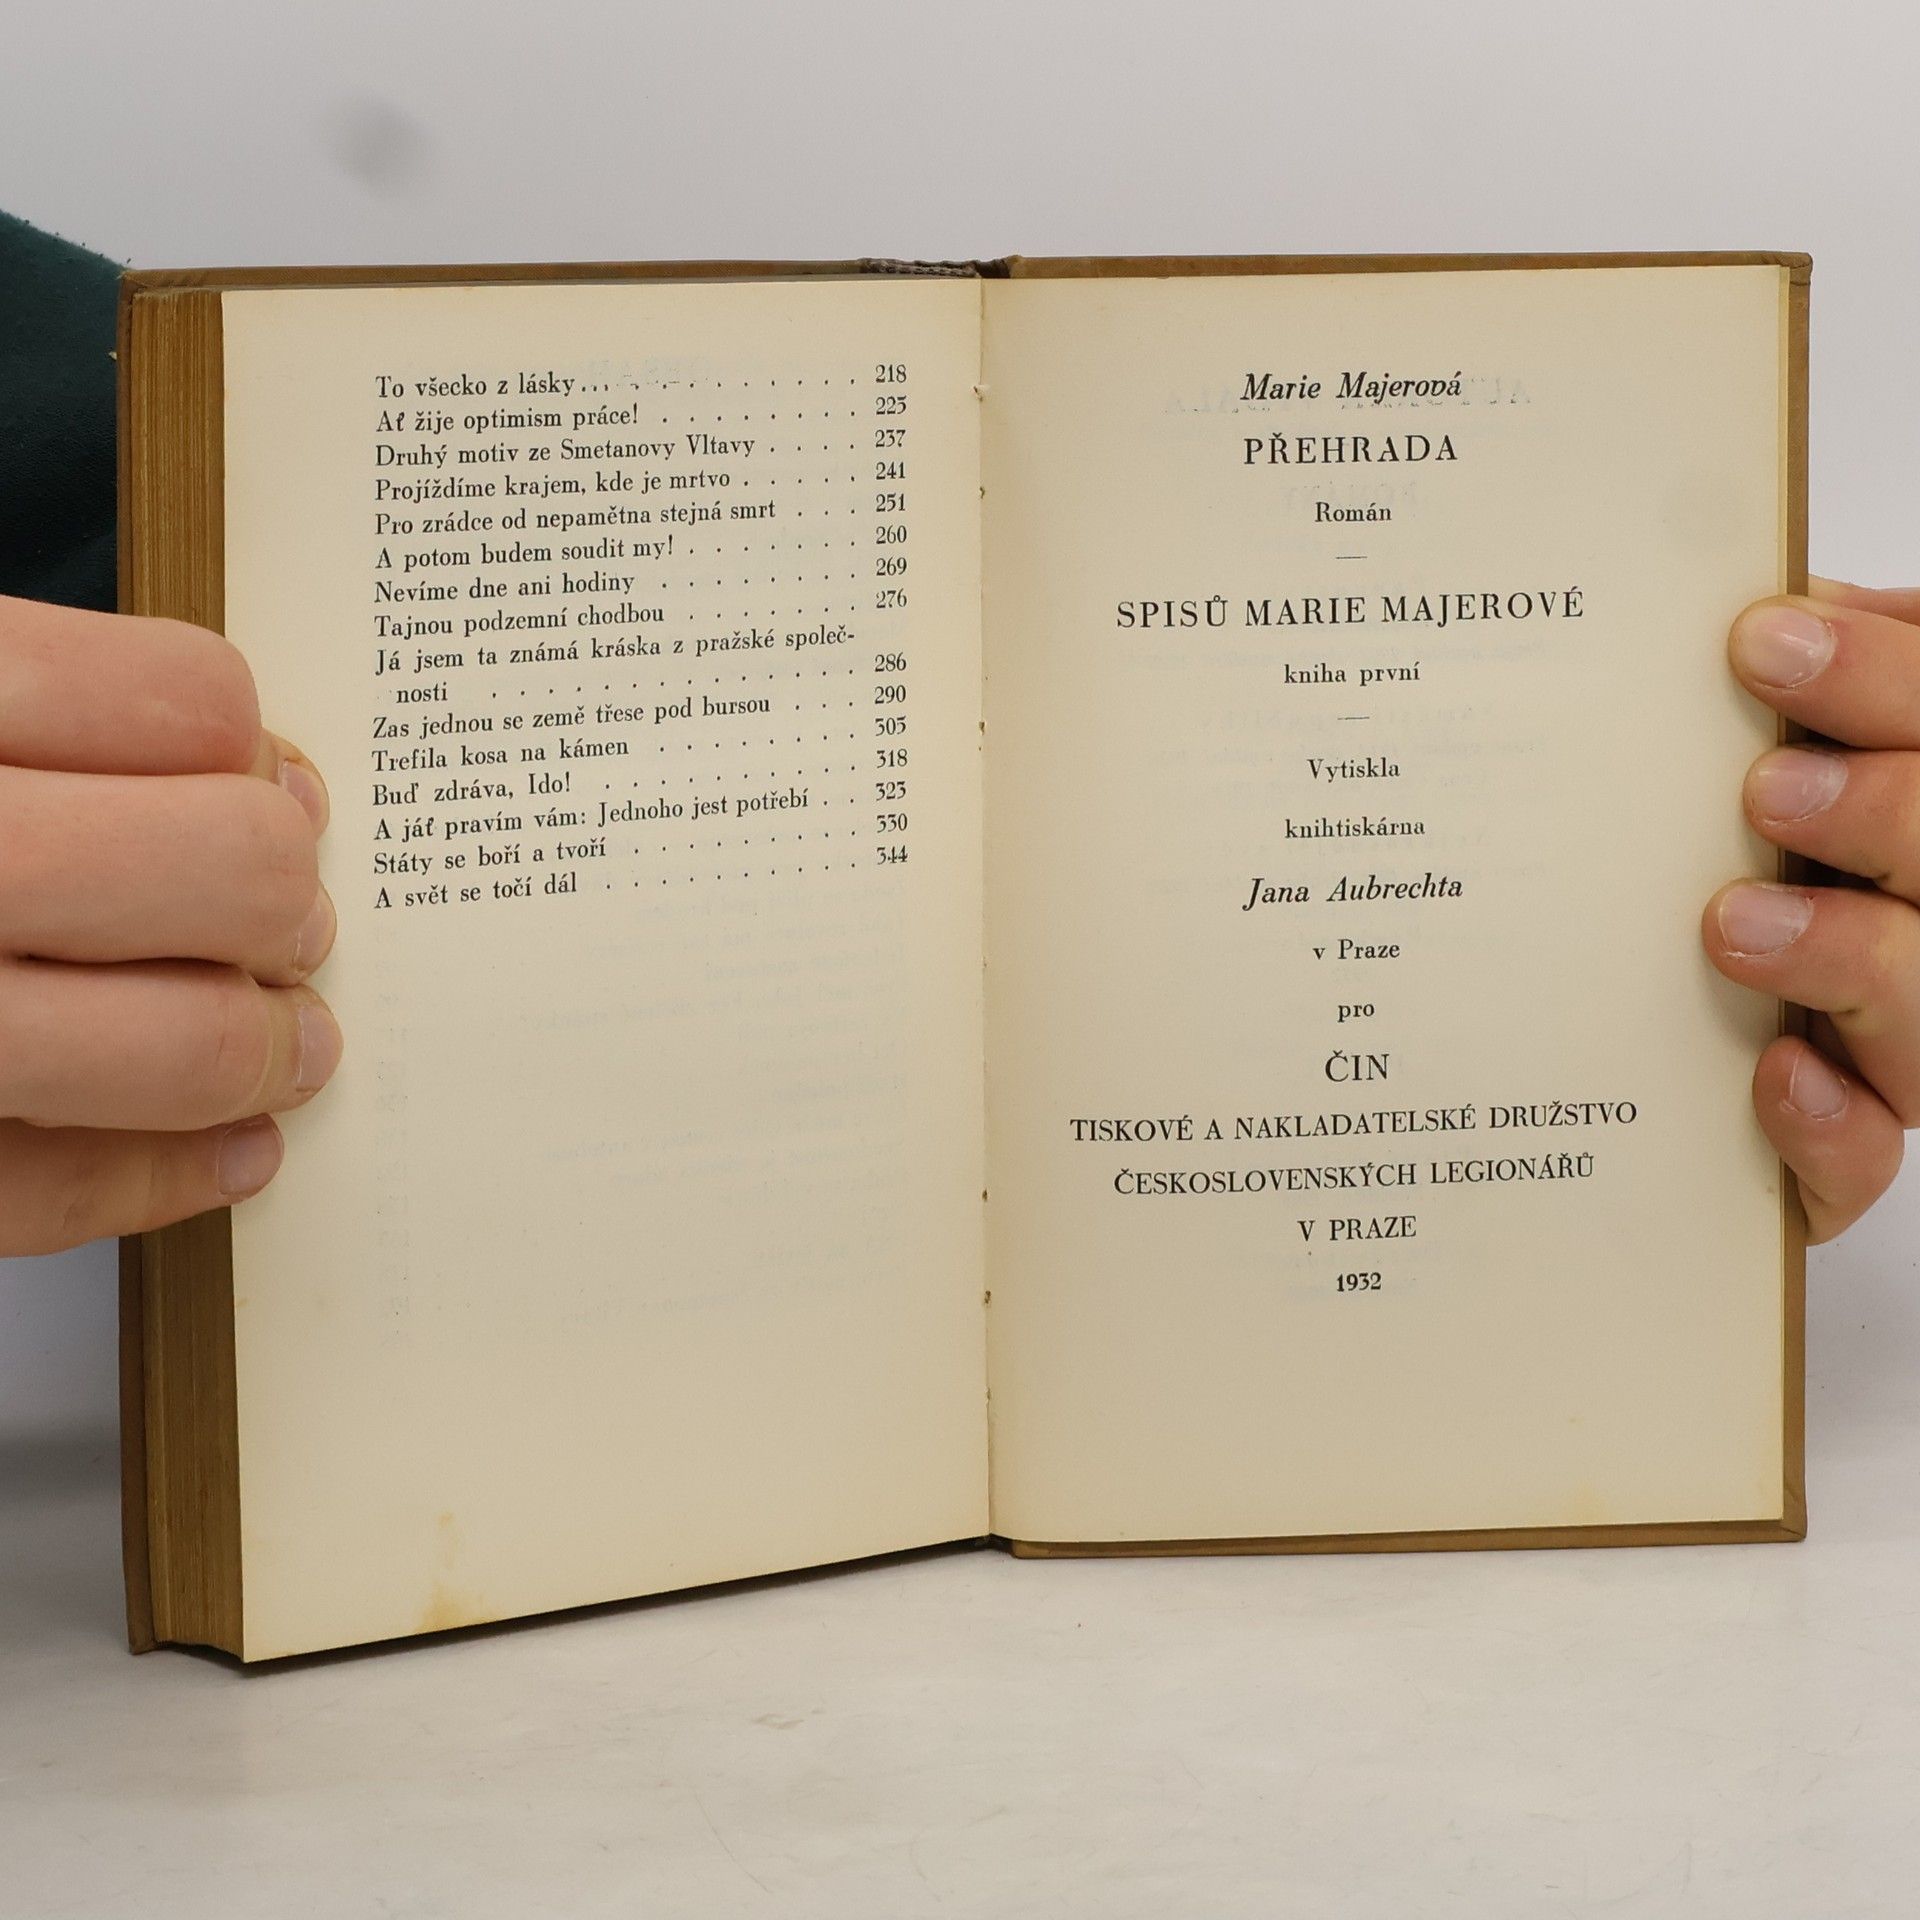 To všecko z lásky... . . . . . . . . . 218
Ať žije optimism práce! . . . . . . . . 225
Druhý motiv ze Smetanovy Vltavy . . . . 237
Projíždíme krajem, kde je mrtvo . . . . . 241
Pro zrádce od nepamětna stejná smrt . . . 251
A potom budem soudit my! . . . . . . . 260
Nevíme dne ani hodiny . . . . . . . . 269
Tajnou podzemní chodbou . . . . . . . 276
Já jsem ta známá kráska z pražské společ-
nosti . . . . . . . . . . . . . . 286
Zas jednou se země třese pod bursou . . . 290
Trefila kosa na kámen . . . . . . . . 305
Buď zdráva, Ido! . . . . . . . . . . 318
A jáť pravím vám: Jednoho jest potřebí . . 323
Státy se boří a tvoří . . . . . . . . . 330
A svět se točí dál . . . . . . . . . . 344
Marie Majerová
PŘEHRADA
Román
SPISŮ MARIE MAJEROVÉ
kniha první
Vytiskla
knihtiskárna
Jana Aubrechta
v Praze
pro
ČIN
TISKOVÉ A NAKLADATELSKÉ DRUŽSTVO
ČESKOSLOVENSKÝCH LEGIONÁŘŮ
V PRAZE
1932